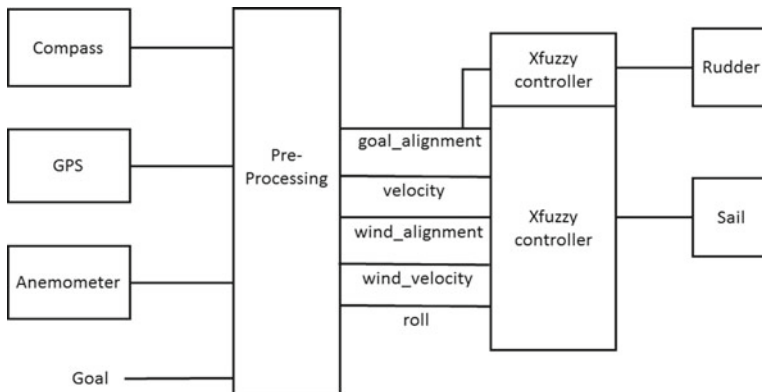 Compass
GPS
Anemometer
Goal
Pre-
Processing
goal_alignment
velocity
wind_alignment
wind_velocity
roll
Xfuzzy
controller
Xfuzzy
controller
Rudder
Sail